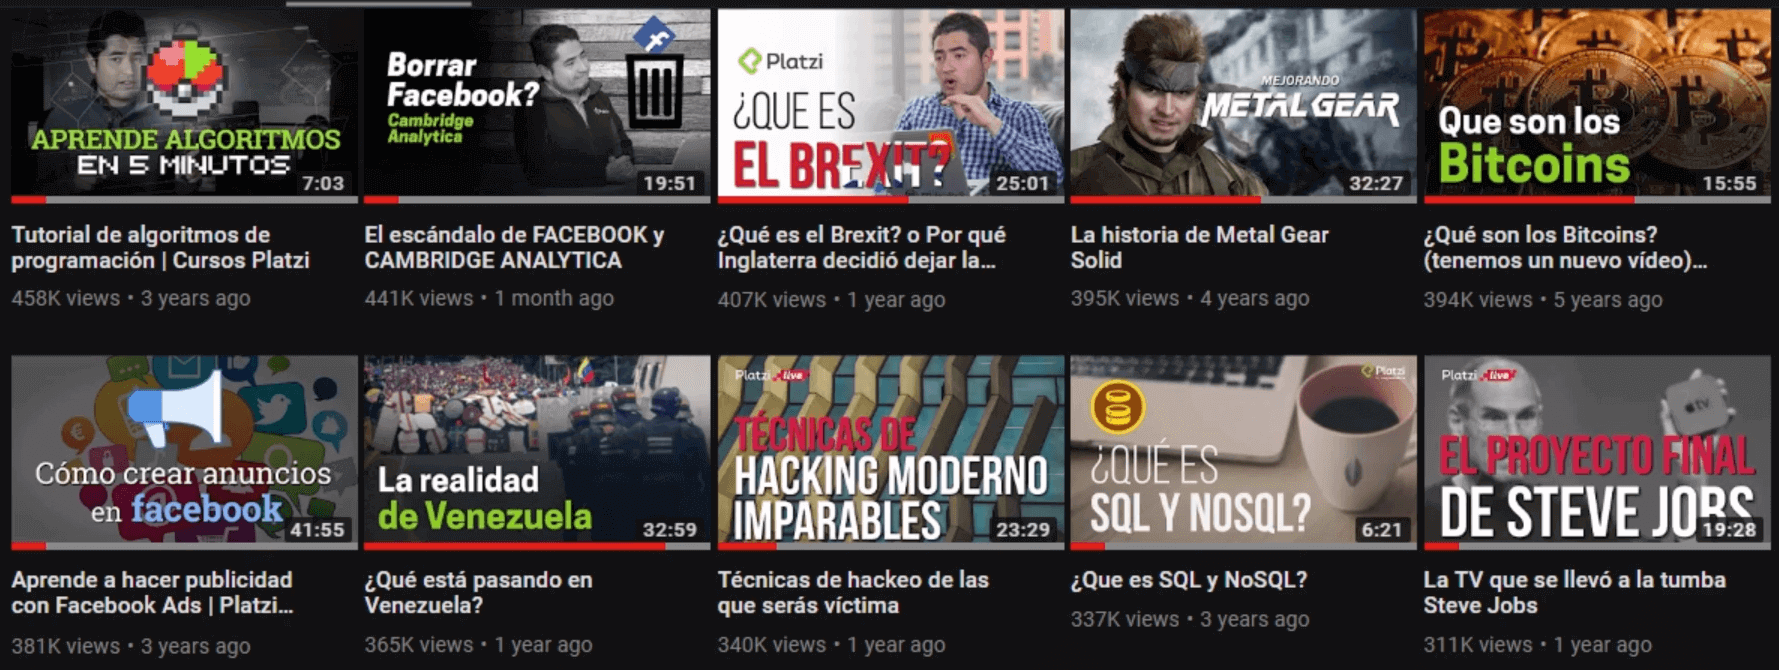 APRENDE ALGORITMOS
EN 5 MINUTOS
7:03
Tutorial de algoritmos de
programación | Cursos Platzi
458K views • 3 years ago
Borrar
Facebook?
Cambridge
Analytica
19:51
El escándalo de FACEBOOK y
CAMBRIDGE ANALYTICA
441K views • 1 month ago
Platzi
¿QUE ES
EL BREXIT?
25:01
¿Qué es el Brexit? o Por qué
Inglaterra decidió dejar la...
407K views • 1 year ago
MEJORANDO
METAL GEAR
32:27
La historia de Metal Gear
Solid
395K views • 4 years ago
Que son los
Bitcoins
15:55
¿Qué son los Bitcoins?
(tenemos un nuevo vídeo)...
394K views • 5 years ago
Cómo crear anuncios
en facebook
41:55
Aprende a hacer publicidad
con Facebook Ads | Platzi...
381K views • 3 years ago
La realidad
de Venezuela
32:59
¿Qué está pasando en
Venezuela?
365K views • 1 year ago
Platzi live
TÉCNICAS DE
HACKING MODERNO
IMPARABLES
23:29
Técnicas de hackeo de las
que serás víctima
340K views • 1 year ago
Platzi
¿QUÉ ES
SQL Y NOSQL?
6:21
¿Que es SQL y NoSQL?
337K views • 3 years ago
Platzi live
tv
EL PROYECTO FINAL
DE STEVE JOBS
19:28
La TV que se llevó a la tumba
Steve Jobs
311K views • 1 year ago